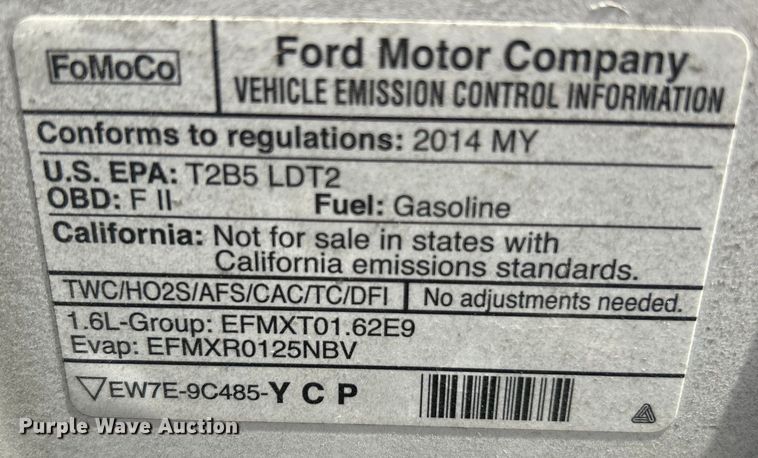 FoMoCo
Ford Motor Company
VEHICLE EMISSION CONTROL INFORMATION
Conforms to regulations: 2014 MY
U.S. EPA: T2B5 LDT2
OBD: F II Fuel: Gasoline
California: Not for sale in states with
California emissions standards.
TWC/HO2S/AFS/CAC/TC/DFI No adjustments needed.
1.6L-Group: EFMXT01.62E9
Evap: EFMXR0125NBV
EW7E-9C485-Y C P
Purple Wave Auction